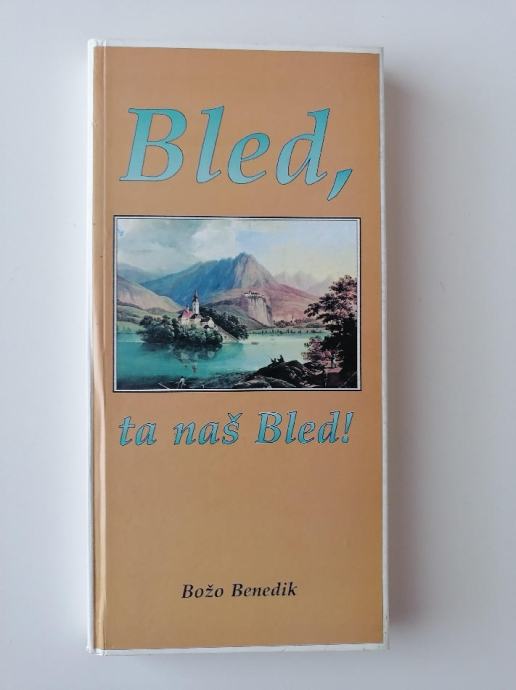 Bled,
ta naš Bled!
Božo Benedik